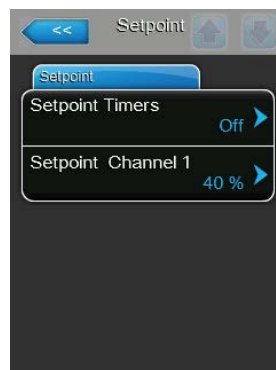 << Setpoint
Setpoint
Setpoint Timers
Off
Setpoint Channel 1
40 %